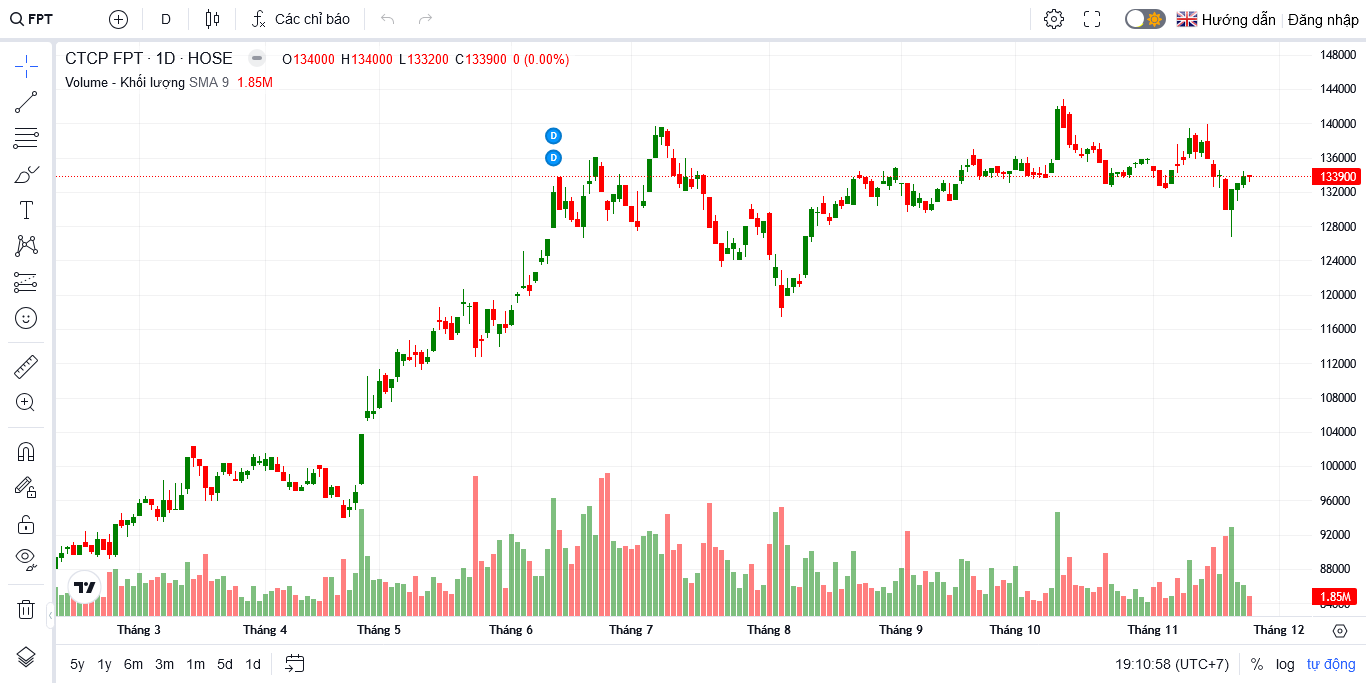 FPT D Các chỉ báo Hướng dẫn Đăng nhập
CTCP FPT · 1D · HOSE O134000 H134000 L133200 C133900 0 (0.00%)
Volume - Khối lượng SMA 9 1.85M
148000
144000
140000
D
D
136000
133900
132000
128000
124000
120000
116000
112000
108000
104000
100000
96000
92000
88000
1.85M
Tháng 3 Tháng 4 Tháng 5 Tháng 6 Tháng 7 Tháng 8 Tháng 9 Tháng 10 Tháng 11 Tháng 12
5y 1y 6m 3m 1m 5d 1d 19:10:58 (UTC+7) % log tự động